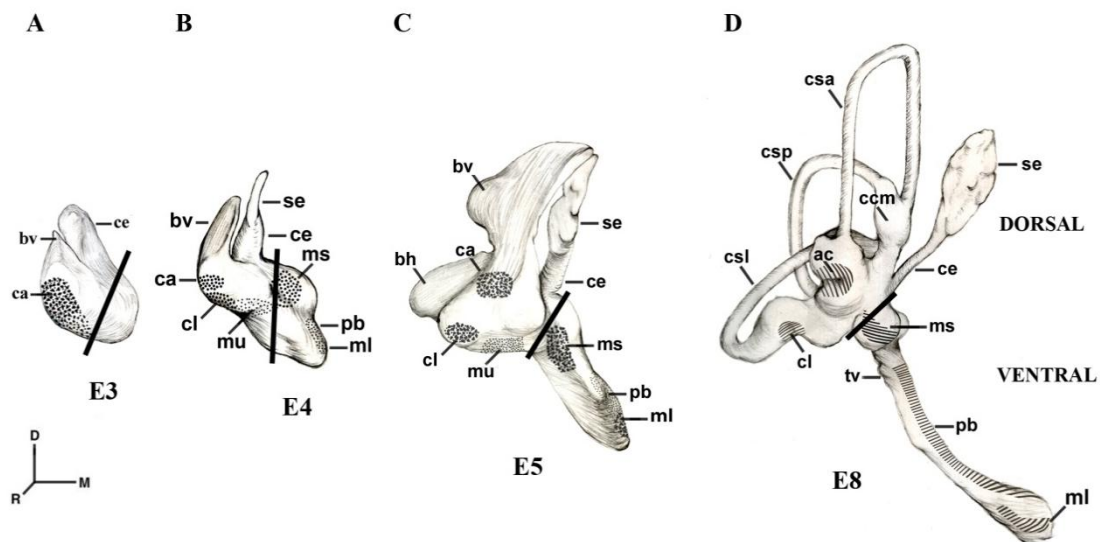 A
B
C
D
bv
ce
ca
E3
D
R
M
se
bv
ce
ms
ca
cl
mu
pb
ml
E4
bv
se
bh
ca
ce
cl
mu
ms
pb
ml
E5
csa
csp
se
ccm
DORSAL
csl
ac
ce
ms
cl
tv
VENTRAL
pb
E8
ml